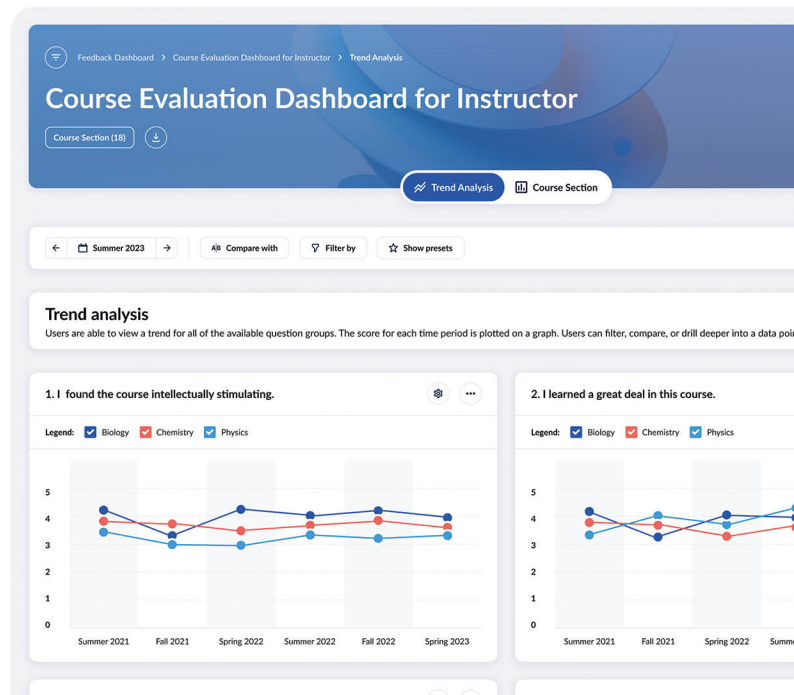 Feedback Dashboard > Course Evaluation Dashboard for Instructor > Trend Analysis
Course Evaluation Dashboard for Instructor
Course Section (18)
Trend Analysis
Course Section
Summer 2023
A|B Compare with
Filter by
Show presets
Trend analysis
Users are able to view a trend for all of the available question groups. The score for each time period is plotted on a graph. Users can filter, compare, or drill deeper into a data
1. I found the course intellectually stimulating.
Legend: Biology Chemistry Physics
5
4
3
2
1
0
Summer 2021 Fall 2021 Spring 2022 Summer 2022 Fall 2022 Spring 2023
2. I learned a great deal in this course.
Legend: Biology Chemistry Physics
5
4
3
2
1
0
Summer 2021 Fall 2021 Spring 2022